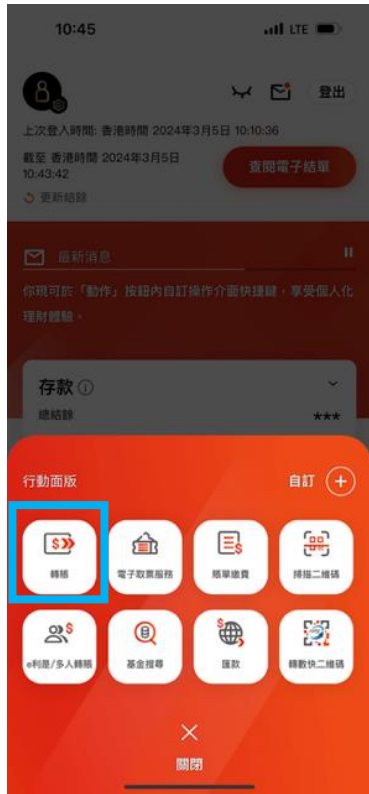 10:45
LTE
登出
上次登入時間: 香港時間 2024年3月5日 10:10:36
截至 香港時間 2024年3月5日
10:43:42
查閱電子結單
更新結餘
最新消息
你現可於「動作」按鈕內自訂操作介面快捷鍵，享受個人化
理財體驗。
存款
總結餘
***
行動面版
自訂
轉賬
電子取票服務
賬單繳費
掃描二維碼
e利是/多人轉賬
基金搜尋
匯款
轉數快二維碼
關閉